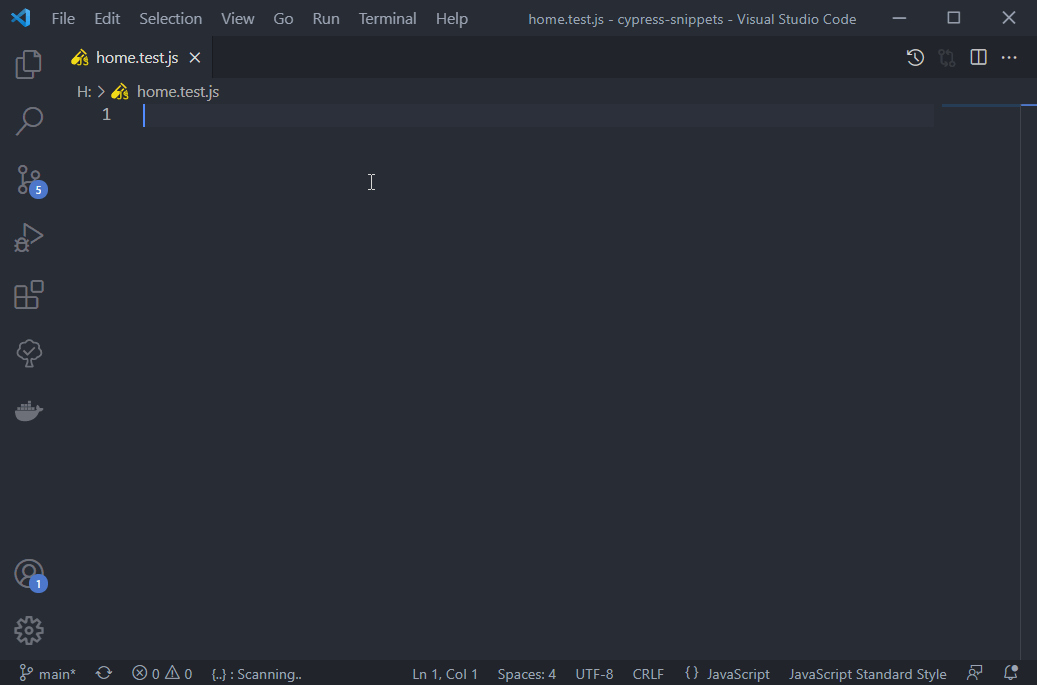 File Edit Selection View Go Run Terminal Help home.test.js - cypress-snippets - Visual Studio Code
home.test.js
H: > home.test.js
1
5
1
main* 0 0 {..} : Scanning.. Ln 1, Col 1 Spaces: 4 UTF-8 CRLF {} JavaScript JavaScript Standard Style